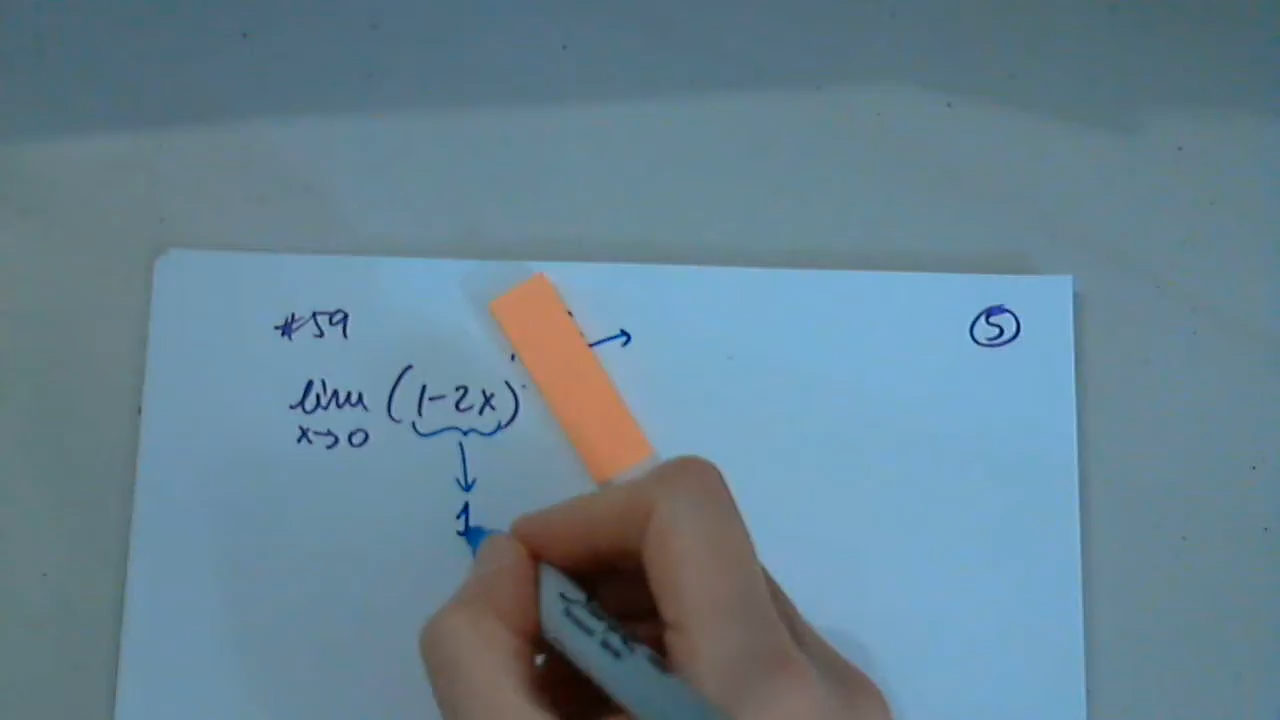 #59
⑤
lim (1-2x)
x→0
1